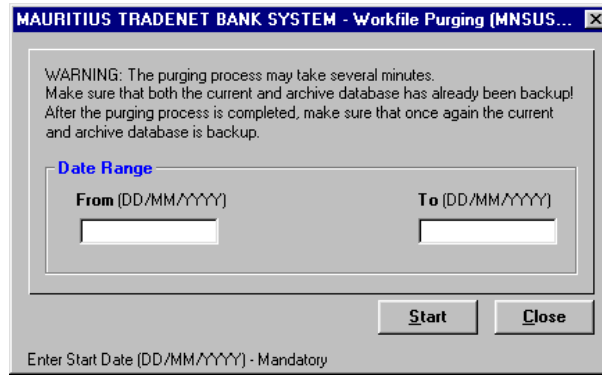 MAURITIUS TRADENET BANK SYSTEM - Workfile Purging (MNSUS...
WARNING: The purging process may take several minutes.
Make sure that both the current and archive database has already been backup!
After the purging process is completed, make sure that once again the current
and archive database is backup.
Date Range
From (DD/MM/YYYY) To (DD/MM/YYYY)
Start Close
Enter Start Date (DD/MM/YYYY) - Mandatory